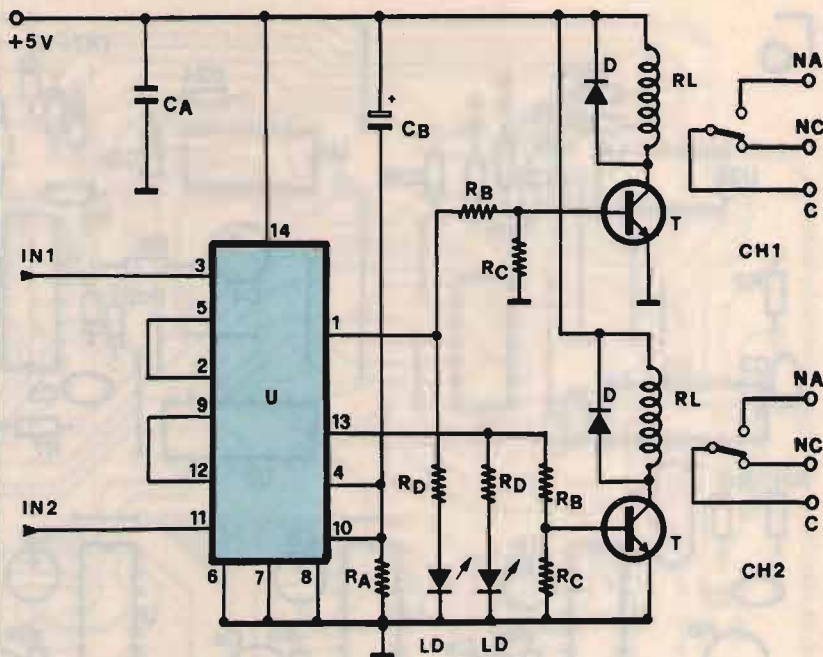 +5V
CA
+
CB
D
RL
NA
NC
C
CH1
RB
RC
T
14
IN1
3
5
2
9
12
IN2
11
U
1
13
4
10
6
7
8
RA
RD
RD
RB
RC
LD
LD
D
RL
T
NA
NC
C
CH2